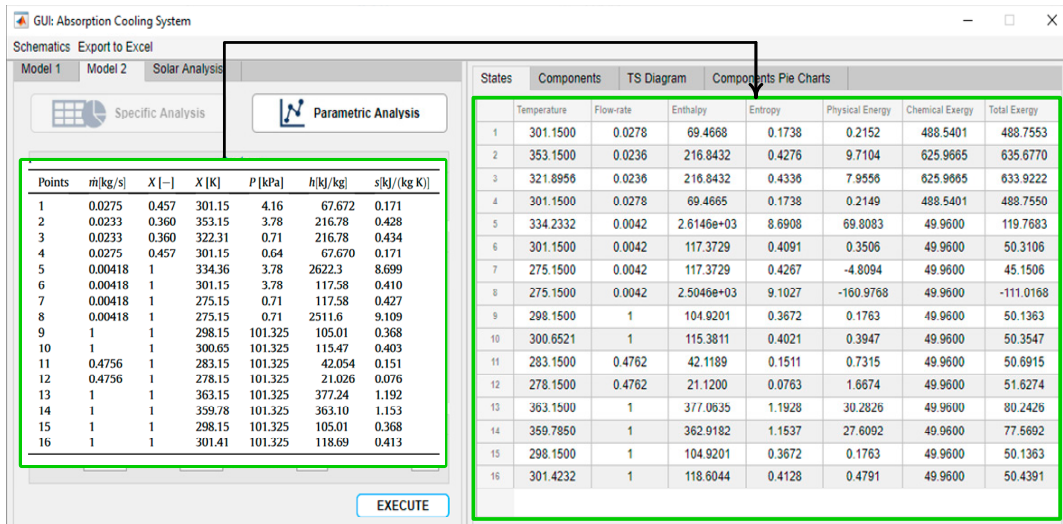 GUI: Absorption Cooling System
Schematics Export to Excel
Model 1 Model 2 Solar Analysis
Specific Analysis Parametric Analysis
Points ṁ[kg/s] X[−] X[K] P[kPa] h[kJ/kg] s[kJ/(kg K)]
1 0.0275 0.457 301.15 4.16 67.672 0.171
2 0.0233 0.360 353.15 3.78 216.78 0.428
3 0.0233 0.360 322.31 0.71 216.78 0.434
4 0.0275 0.457 301.15 0.64 67.670 0.171
5 0.00418 1 334.36 3.78 2622.3 8.699
6 0.00418 1 301.15 3.78 117.58 0.410
7 0.00418 1 275.15 0.71 117.58 0.427
8 0.00418 1 275.15 0.71 2511.6 9.109
9 1 1 298.15 101.325 105.01 0.368
10 1 1 300.65 101.325 115.47 0.403
11 0.4756 1 283.15 101.325 42.054 0.151
12 0.4756 1 278.15 101.325 21.026 0.076
13 1 1 363.15 101.325 377.24 1.192
14 1 1 359.78 101.325 363.10 1.153
15 1 1 298.15 101.325 105.01 0.368
16 1 1 301.41 101.325 118.69 0.413
EXECUTE
States Components TS Diagram Components Pie Charts
Temperature Flow-rate Enthalpy Entropy Physical Energy Chemical Exergy Total Exergy
1 301.1500 0.0278 69.4668 0.1738 0.2152 488.5401 488.7553
2 353.1500 0.0236 216.8432 0.4276 9.7104 625.9665 635.6770
3 321.8956 0.0236 216.8432 0.4336 7.9556 625.9665 633.9222
4 301.1500 0.0278 69.4665 0.1738 0.2149 488.5401 488.7550
5 334.2332 0.0042 2.6146e+03 8.6908 69.8083 49.9600 119.7683
6 301.1500 0.0042 117.3729 0.4091 0.3506 49.9600 50.3106
7 275.1500 0.0042 117.3729 0.4267 -4.8094 49.9600 45.1506
8 275.1500 0.0042 2.5046e+03 9.1027 -160.9768 49.9600 -111.0168
9 298.1500 1 104.9201 0.3672 0.1763 49.9600 50.1363
10 300.6521 1 115.3811 0.4021 0.3947 49.9600 50.3547
11 283.1500 0.4762 42.1189 0.1511 0.7315 49.9600 50.6915
12 278.1500 0.4762 21.1200 0.0763 1.6674 49.9600 51.6274
13 363.1500 1 377.0635 1.1928 30.2826 49.9600 80.2426
14 359.7850 1 362.9182 1.1537 27.6092 49.9600 77.5692
15 298.1500 1 104.9201 0.3672 0.1763 49.9600 50.1363
16 301.4232 1 118.6044 0.4128 0.4791 49.9600 50.4391